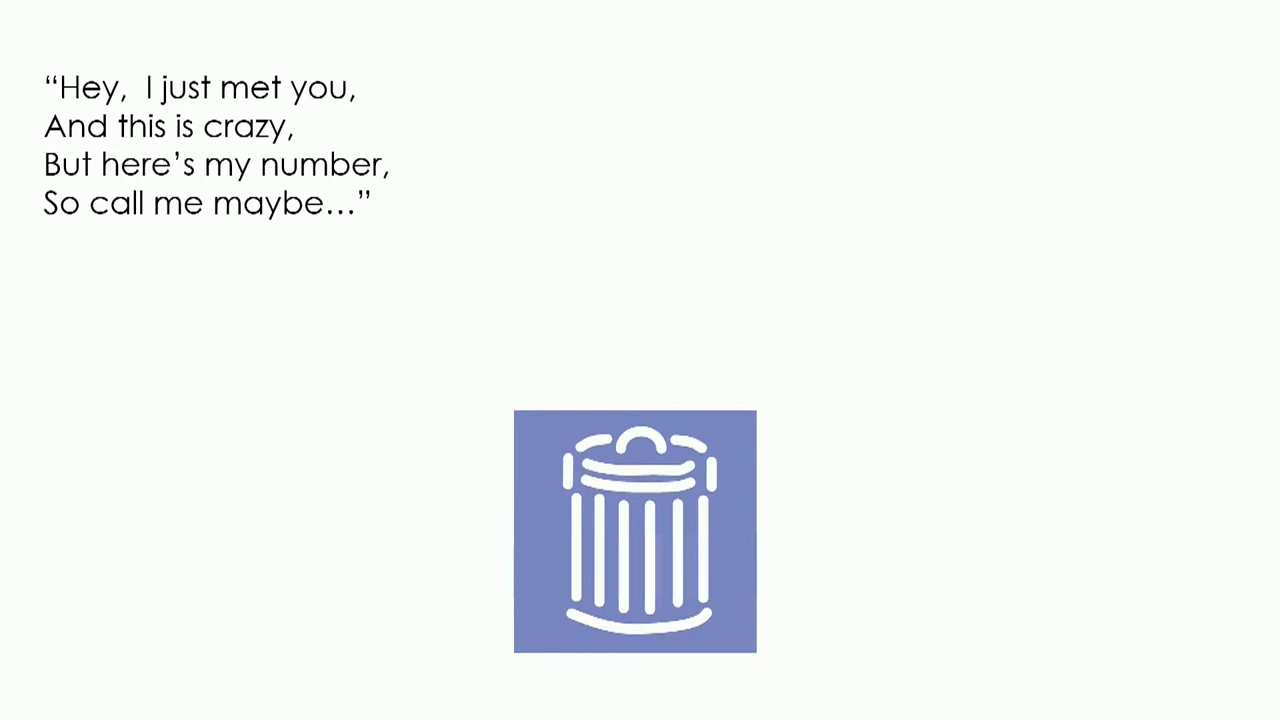 “Hey,  I just met you,
And this is crazy,
But here’s my number,
So call me maybe…”